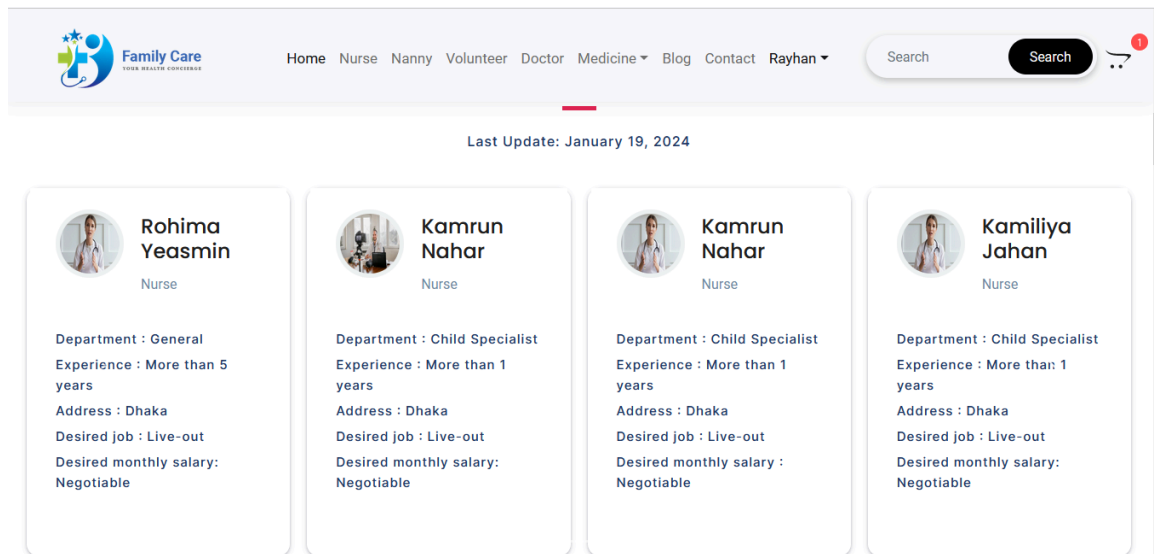 Family Care
YOUR HEALTH CONCIERGE
Home Nurse Nanny Volunteer Doctor Medicine Blog Contact Rayhan
Search
Search
1
Last Update: January 19, 2024
Rohima
Yeasmin
Nurse
Department : General
Experience : More than 5
years
Address : Dhaka
Desired job : Live-out
Desired monthly salary:
Negotiable
Kamrun
Nahar
Nurse
Department : Child Specialist
Experience : More than 1
years
Address : Dhaka
Desired job : Live-out
Desired monthly salary:
Negotiable
Kamrun
Nahar
Nurse
Department : Child Specialist
Experience : More than 1
years
Address : Dhaka
Desired job : Live-out
Desired monthly salary :
Negotiable
Kamiliya
Jahan
Nurse
Department : Child Specialist
Experience : More than 1
years
Address : Dhaka
Desired job : Live-out
Desired monthly salary:
Negotiable